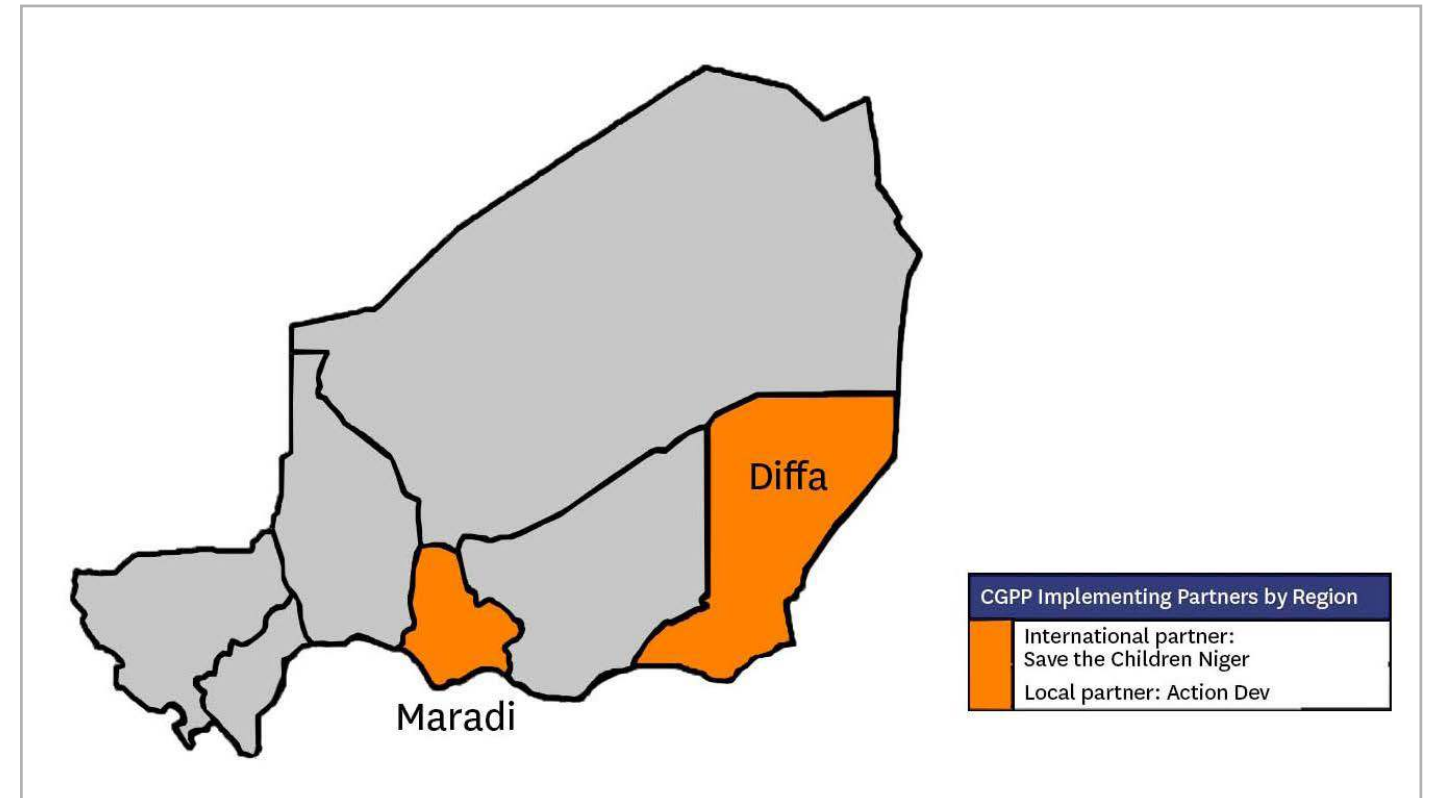 Diffa
Maradi
CGPP Implementing Partners by Region
International partner:
Save the Children Niger
Local partner: Action Dev